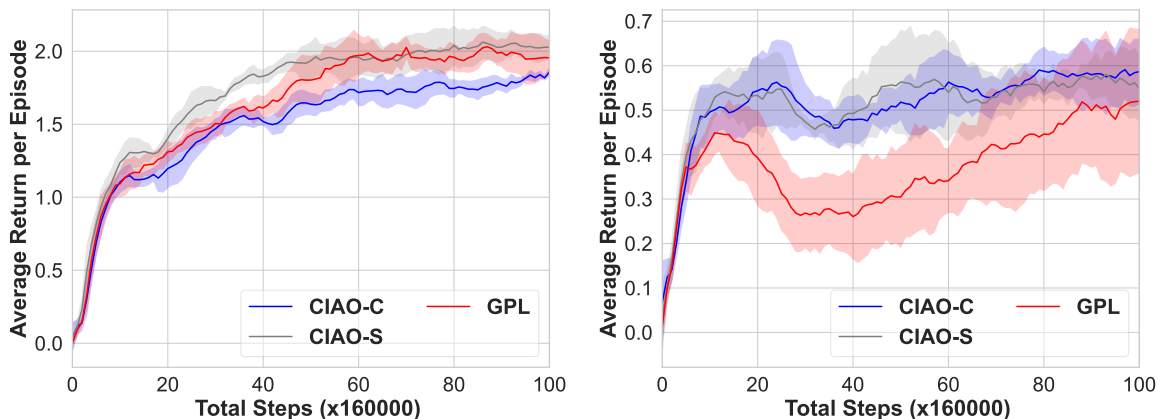 Average Return per Episode
2.0
1.5
1.0
0.5
0.0
0
20
40
60
80
100
Total Steps (x160000)
CIAO-C
GPL
CIAO-S
Average Return per Episode
0.7
0.6
0.5
0.4
0.3
0.2
0.1
0.0
0
20
40
60
80
100
Total Steps (x160000)
CIAO-C
GPL
CIAO-S